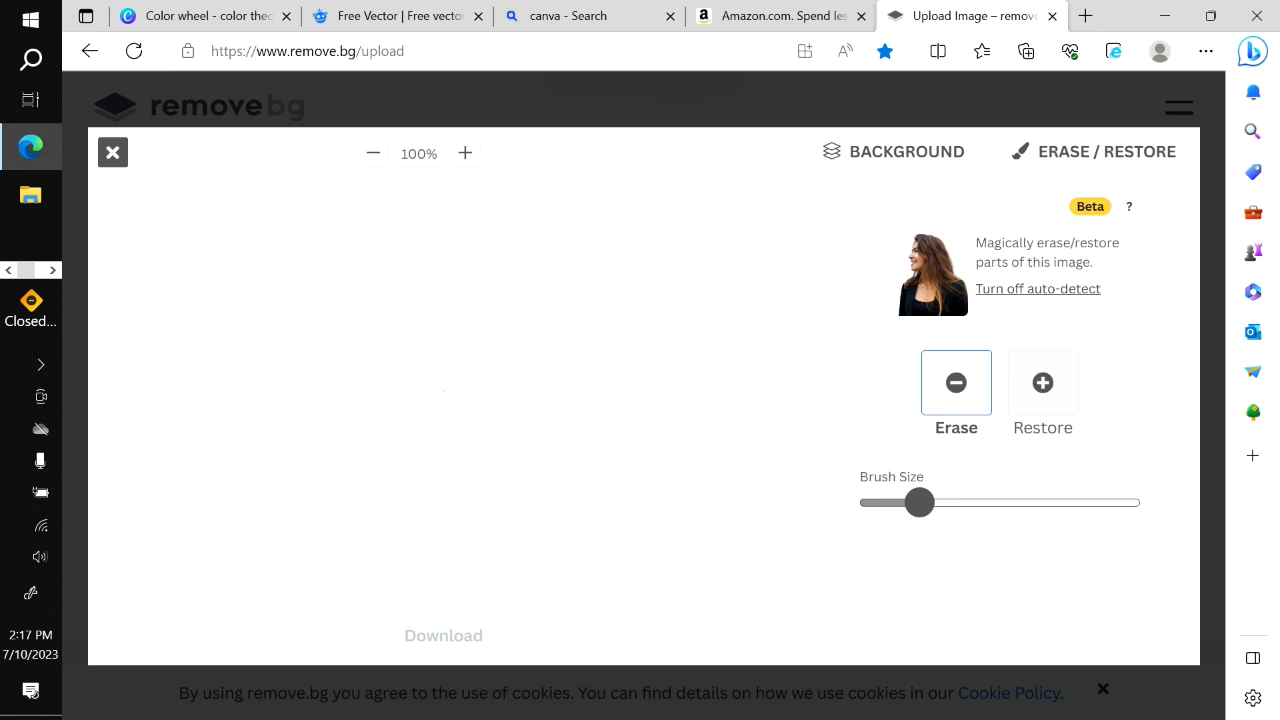 Color wheel - color the
Free Vector | Free vector
canva - Search
Amazon.com. Spend les
Upload Image – remov
https://www.remove.bg/upload
removebg
100%
BACKGROUND
ERASE / RESTORE
Beta
?
Magically erase/restore
parts of this image.
Turn off auto-detect
Closed...
Erase
Restore
Brush Size
Download
2:17 PM
7/10/2023
By using remove.bg you agree to the use of cookies. You can find details on how we use cookies in our Cookie Policy.